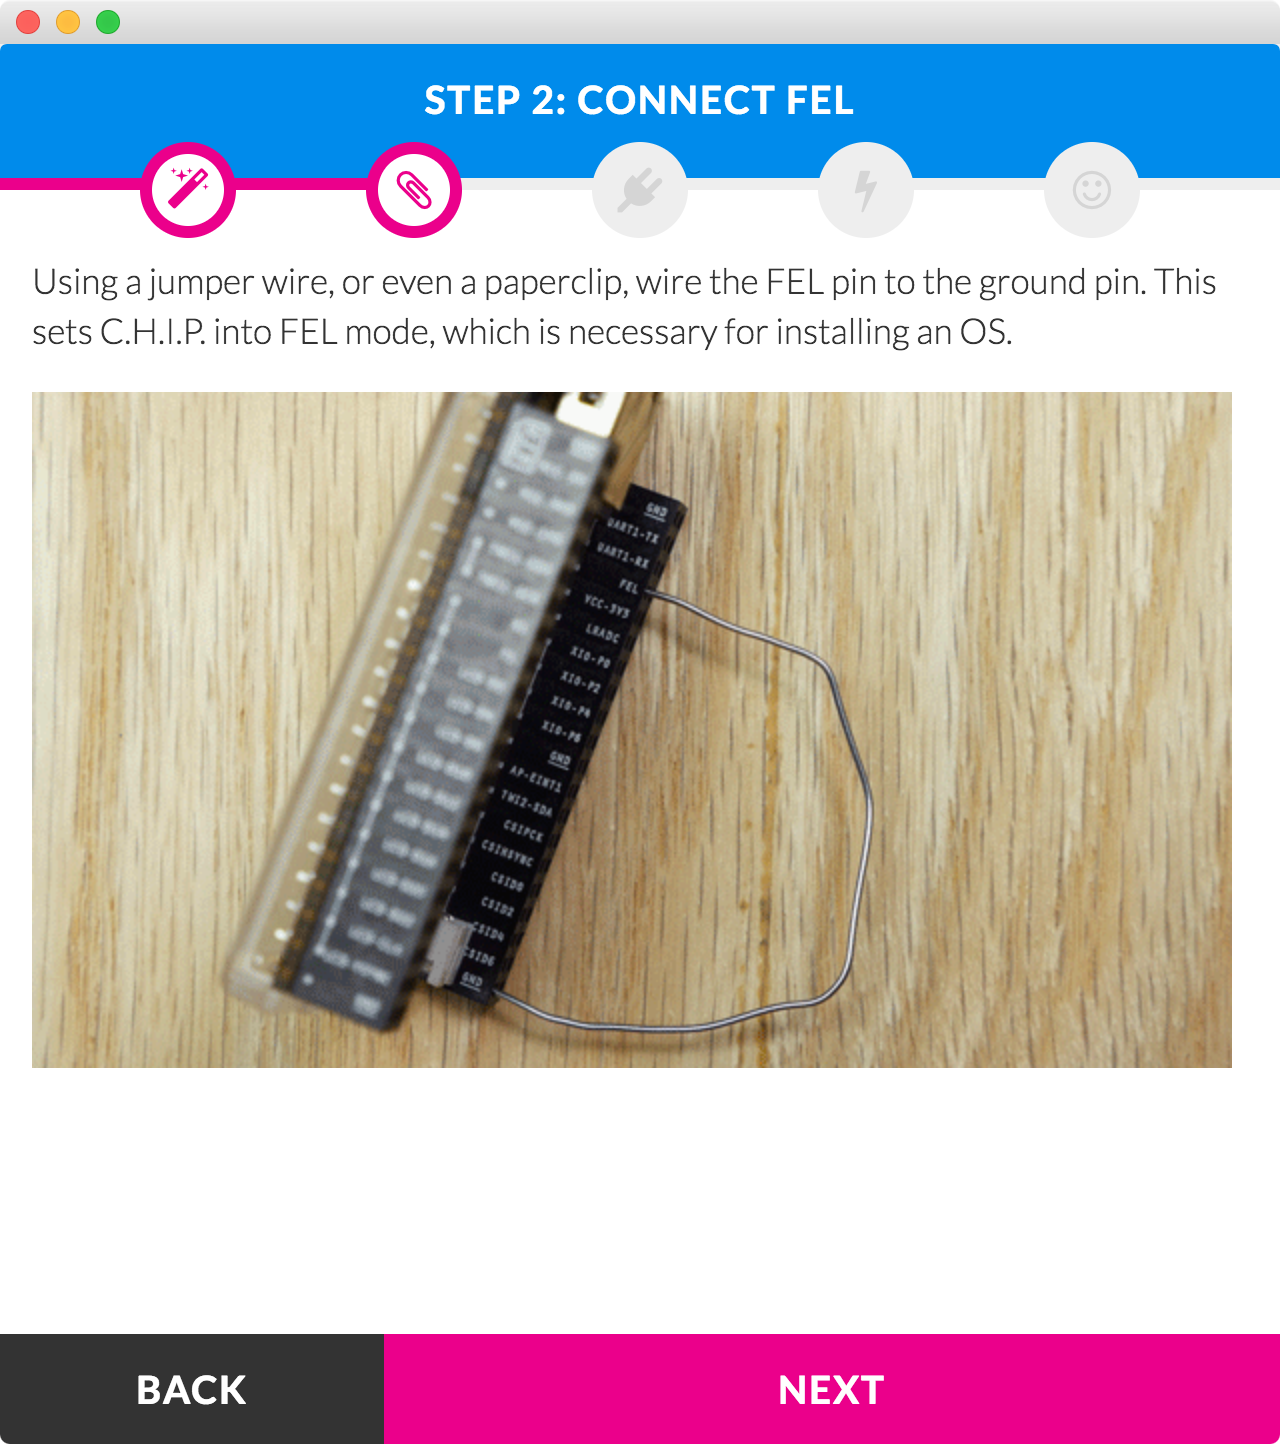 STEP 2: CONNECT FEL
Using a jumper wire, or even a paperclip, wire the FEL pin to the ground pin. This
sets C.H.I.P. into FEL mode, which is necessary for installing an OS.
GND
UART1-TX
UART1-RX
FEL
VCC-3V3
LRADC
XIO-P0
XIO-P2
XIO-P4
XIO-P6
GND
AP-EINT1
TWI2-SDA
CSIPCK
CSIHSYNC
CSID0
CSID2
CSID4
CSID6
GND
BACK
NEXT